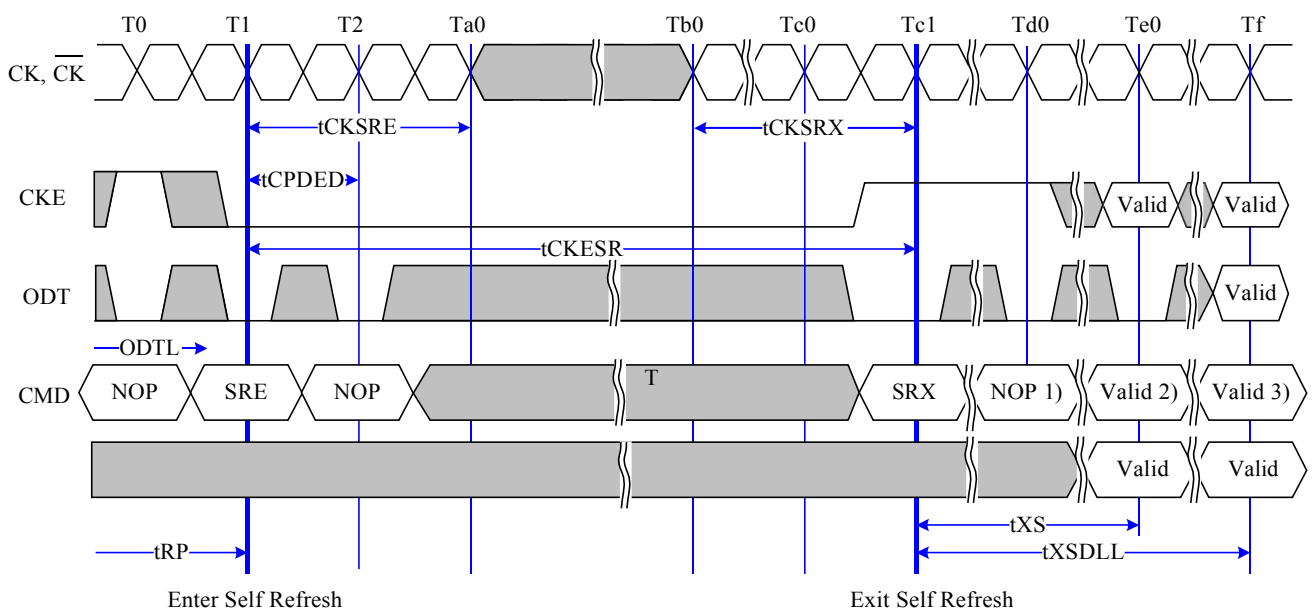 T0 T1 T2 Ta0 Tb0 Tc0 Tc1 Td0 Te0 Tf
CK, CK
tCKSRE tCKSRX
tCPDED
CKE Valid Valid
tCKESR
ODT Valid
ODTL
CMD NOP SRE NOP T SRX NOP 1) Valid 2) Valid 3)
Valid Valid
tXS
tRP tXSDLL
Enter Self Refresh Exit Self Refresh